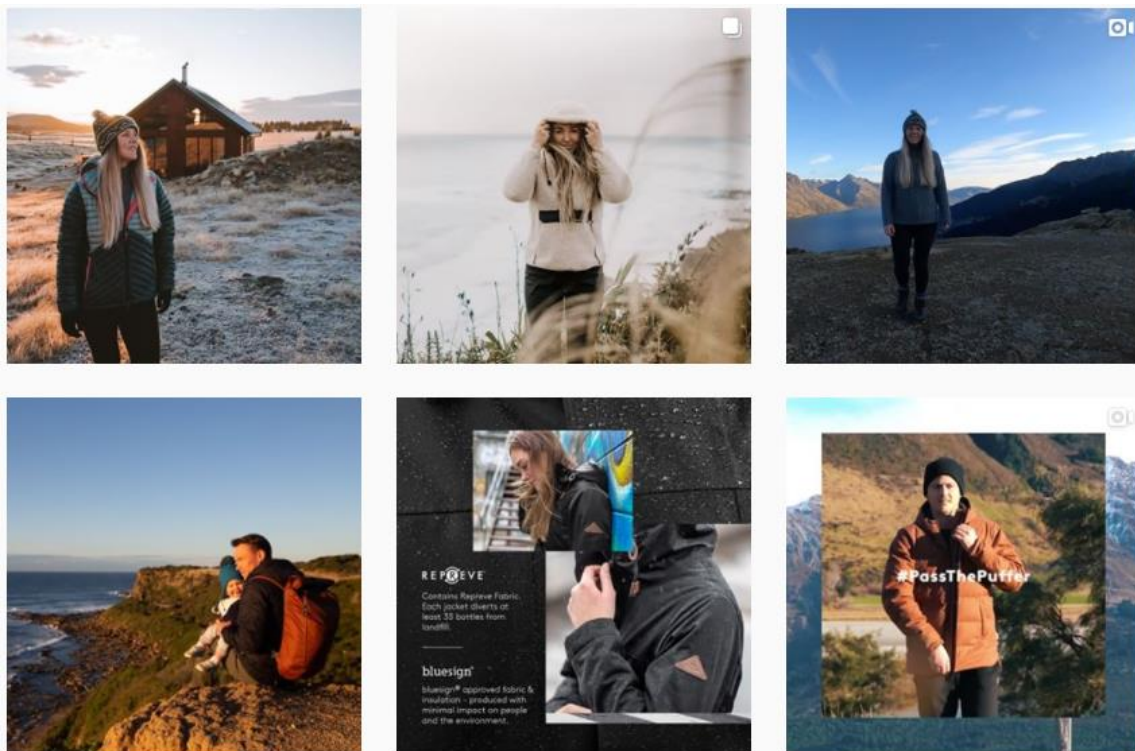 REPREVE
Contains Repreve Fabric.
Each jacket diverts at
least 35 bottles from
landfill.
bluesign®
bluesign® approved fabric &
insulation - produced with
minimal impact on people
and the environment.
#PassThePuffer